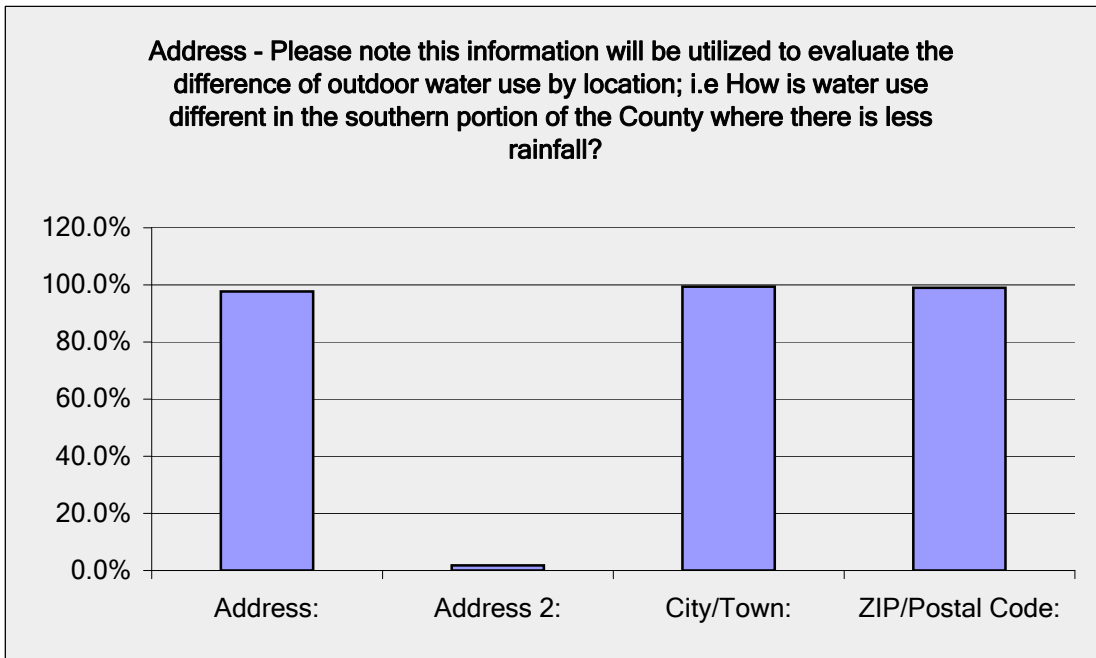 Address - Please note this information will be utilized to evaluate the
difference of outdoor water use by location; i.e How is water use
different in the southern portion of the County where there is less
rainfall?
120.0%
100.0%
80.0%
60.0%
40.0%
20.0%
0.0%
Address:
Address 2:
City/Town:
ZIP/Postal Code: